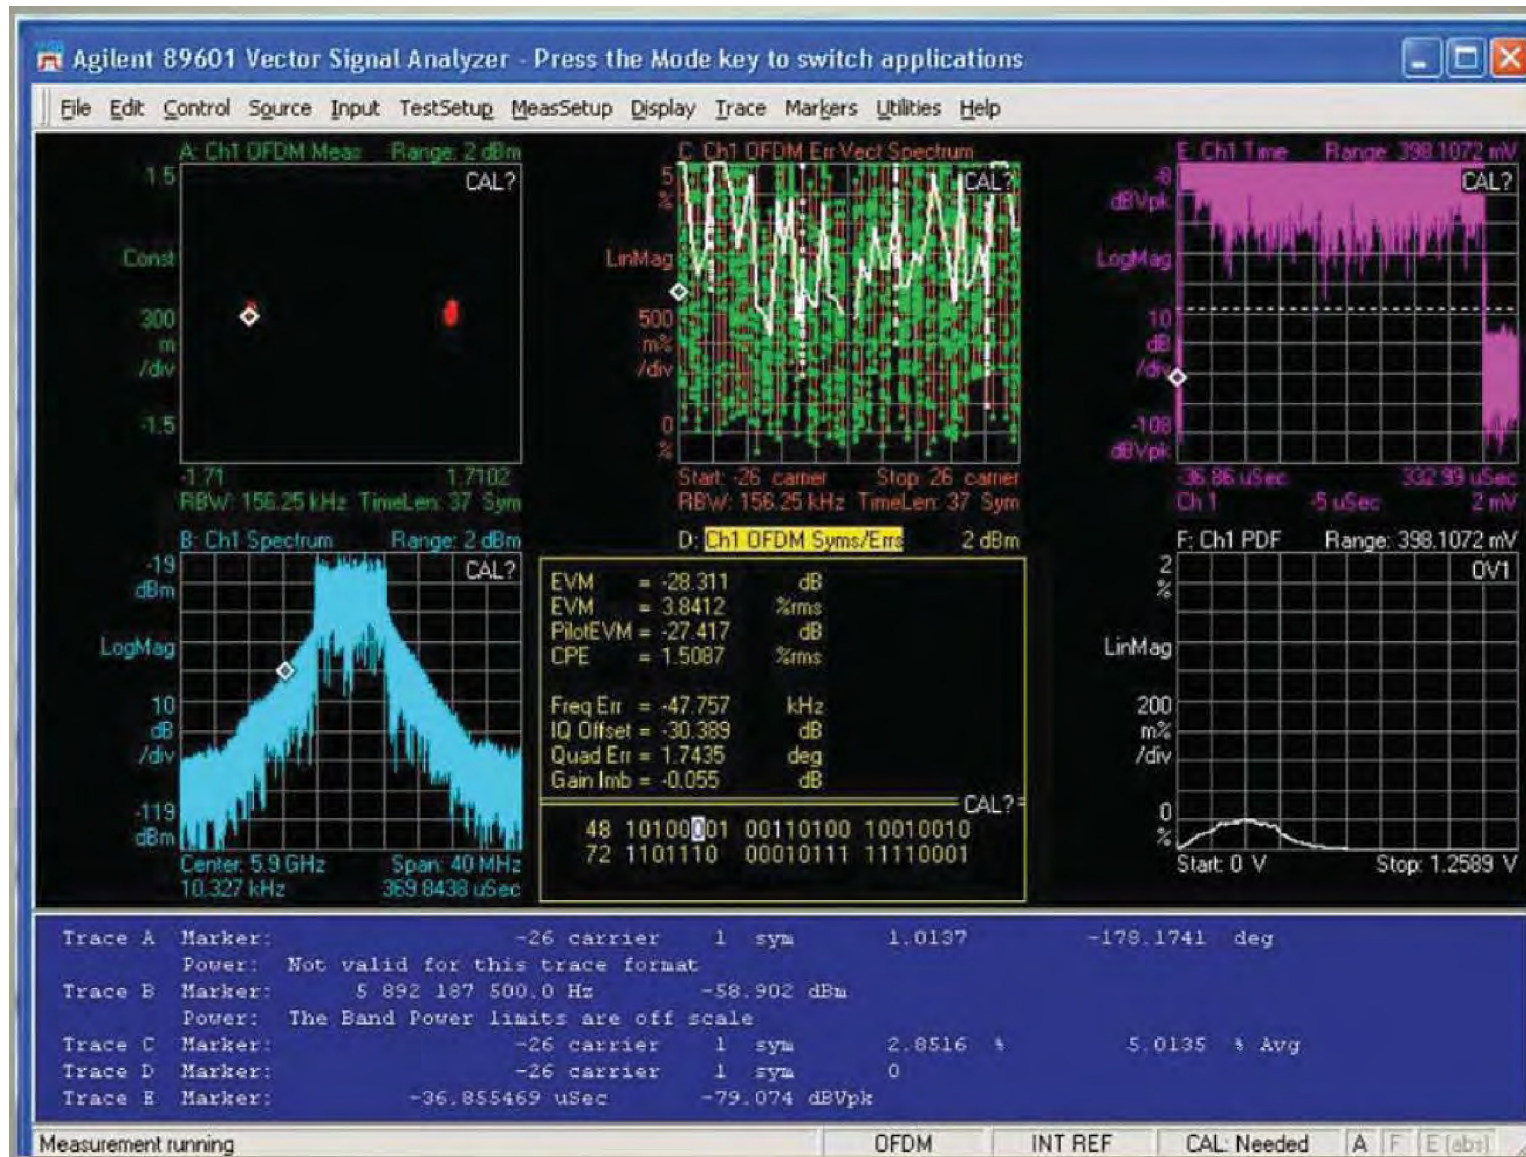 Agilent 89601 Vector Signal Analyzer - Press the Mode key to switch applications
File Edit Control Source Input TestSetup MeasSetup Display Trace Markers Utilities Help
A: Ch1 OFDM Meas Range: 2 dBm
1.5
CAL?
Const
300
m
/div
-1.5
-1.71 1.7102
RBW: 156.25 kHz TimeLen: 37 Sym
C: Ch1 OFDM Err Vect Spectrum
5
%
CAL?
LinMag
500
m%
/div
0
%
Start: -26 carrier Stop: 26 carrier
RBW: 156.25 kHz TimeLen: 37 Sym
E: Ch1 Time Range: 398.1072 mV
-8
dBVpk
CAL?
LogMag
10
dB
/div
-108
dBVpk
-36.86 uSec 332.99 uSec
Ch 1 -5 uSec 2 mV
B: Ch1 Spectrum Range: 2 dBm
-19
dBm
CAL?
LogMag
10
dB
/div
-119
dBm
Center: 5.9 GHz Span: 40 MHz
10.327 kHz 369.8438 uSec
D: Ch1 OFDM Syms/Errs 2 dBm
EVM = -28.311 dB
EVM = 3.8412 %rms
PilotEVM = -27.417 dB
CPE = 1.5087 %rms
Freq Err = -47.757 kHz
IQ Offset = -30.389 dB
Quad Err = 1.7435 deg
Gain Imb = -0.055 dB
CAL?
48 10100001 00110100 10010010
72 1101110 00010111 11110001
F: Ch1 PDF Range: 398.1072 mV
2
%
OV1
LinMag
200
m%
/div
0
%
Start: 0 V Stop: 1.2589 V
Trace A Marker: -26 carrier 1 sym 1.0137 -179.1741 deg
Power: Not valid for this trace format
Trace B Marker: 5 892 187 500.0 Hz -58.902 dBm
Power: The Band Power limits are off scale
Trace C Marker: -26 carrier 1 sym 2.8516 % 5.0135 % Avg
Trace D Marker: -26 carrier 1 sym 0
Trace E Marker: -36.855469 uSec -79.074 dBVpk
Measurement running OFDM INT REF CAL: Needed A F E (abs)